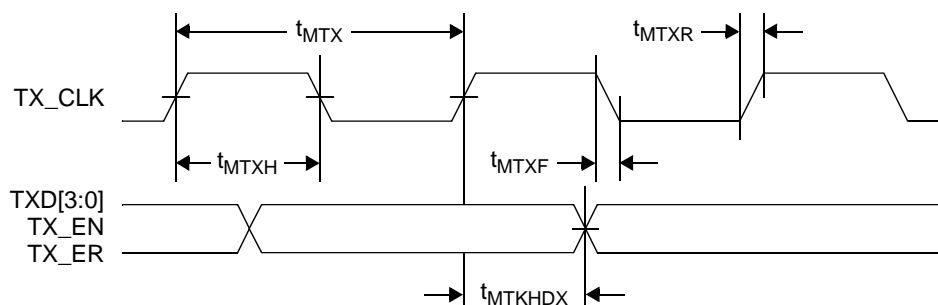 tMTX
tMTXR
TX_CLK
tMTXH
tMTXF
TXD[3:0]
TX_EN
TX_ER
tMTKHDX